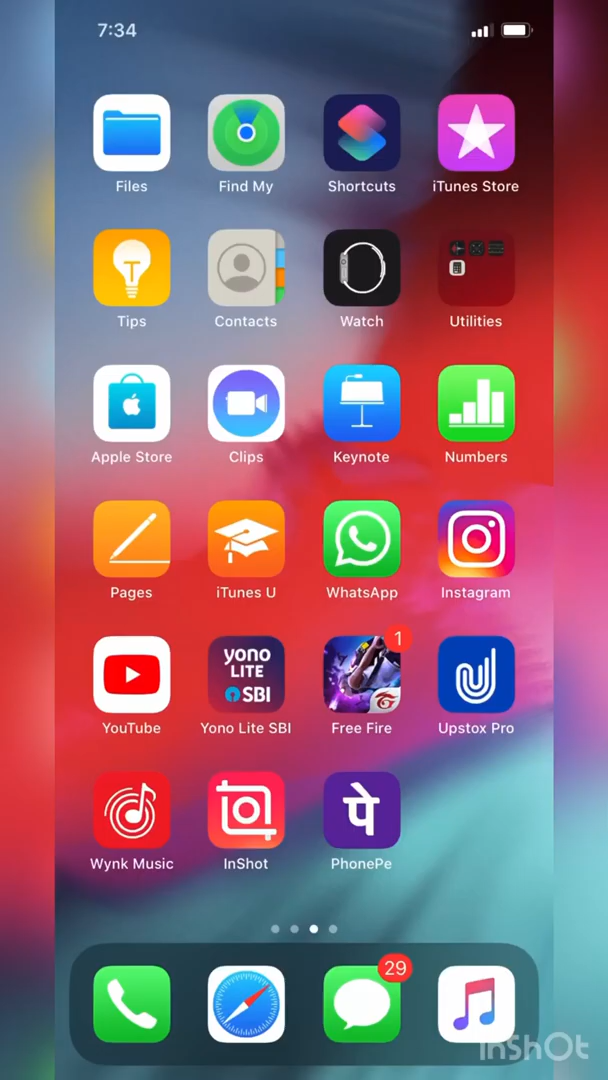 7:34
Files
Find My
Shortcuts
iTunes Store
Tips
Contacts
Watch
Utilities
Apple Store
Clips
Keynote
Numbers
Pages
iTunes U
WhatsApp
Instagram
yono
LITE
SBI
1
YouTube
Yono Lite SBI
Free Fire
Upstox Pro
पे
Wynk Music
InShot
PhonePe
29
InShOt